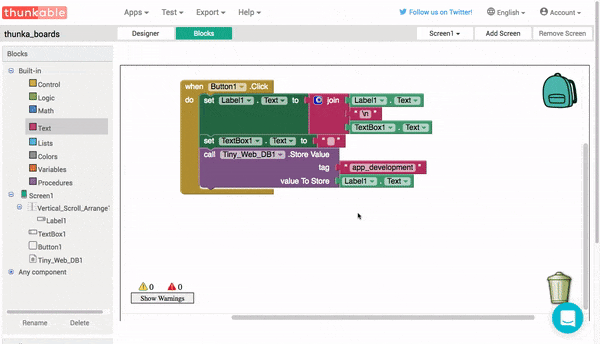 thunkable
Apps Test Export Help Follow us on Twitter! English Account
thunka_boards Designer Blocks Screen1 Add Screen Remove Screen
Blocks
Built-in
Control
Logic
Math
Text
Lists
Colors
Variables
Procedures
Screen1
Vertical_Scroll_Arrange
Label1
TextBox1
Button1
Tiny_Web_DB1
Any component
Rename Delete
when Button1 .Click
do set Label1 . Text to join Label1 . Text
" \n "
TextBox1 . Text
set TextBox1 . Text to " "
call Tiny_Web_DB1 .Store Value
tag " app_development "
value To Store Label1 . Text
0 0
Show Warnings